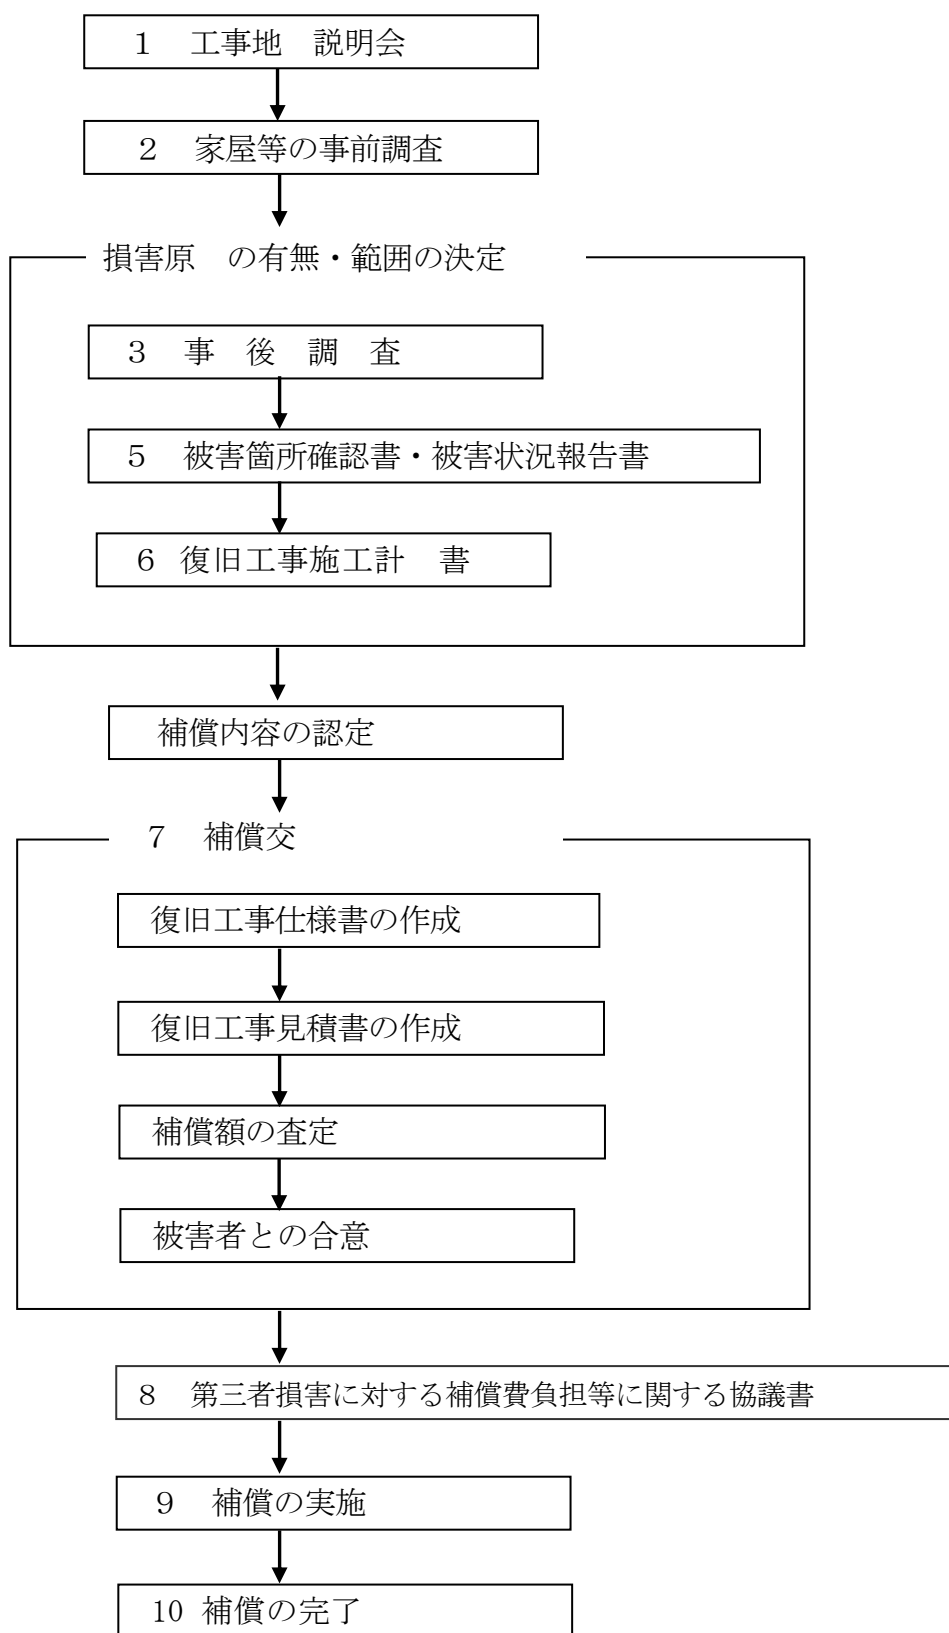 １　工事地　説明会
２　家屋等の事前調査
損害原　の有無・範囲の決定
３　事　後　調　査
５　被害箇所確認書・被害状況報告書
６ 復旧工事施工計　書
補償内容の認定
７　補償交
復旧工事仕様書の作成
復旧工事見積書の作成
補償額の査定
被害者との合意
８　第三者損害に対する補償費負担等に関する協議書
９　補償の実施
10 補償の完了